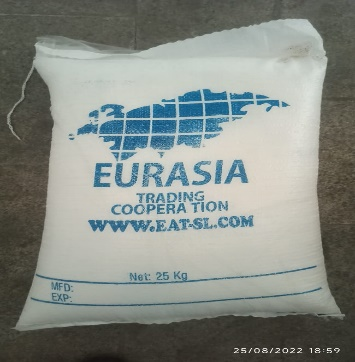 EURASIA
TRADING
COOPERA TION
WWW.EAT-SL.COM
Net: 25 Kg
MFD:
EXP:
25/08/2022 18:59